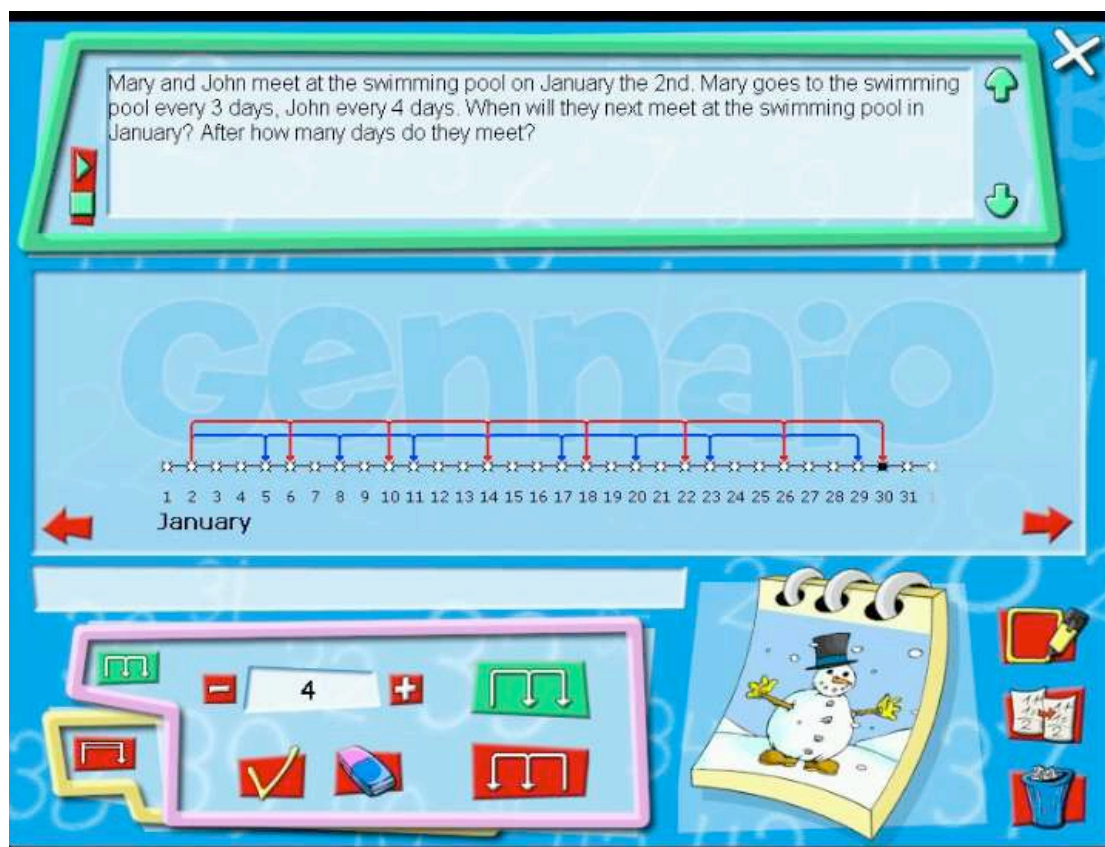 Mary and John meet at the swimming pool on January the 2nd. Mary goes to the swimming
pool every 3 days, John every 4 days. When will they next meet at the swimming pool in
January? After how many days do they meet?
Gennaio
1 2 3 4 5 6 7 8 9 10 11 12 13 14 15 16 17 18 19 20 21 22 23 24 25 26 27 28 29 30 31 1
January
4